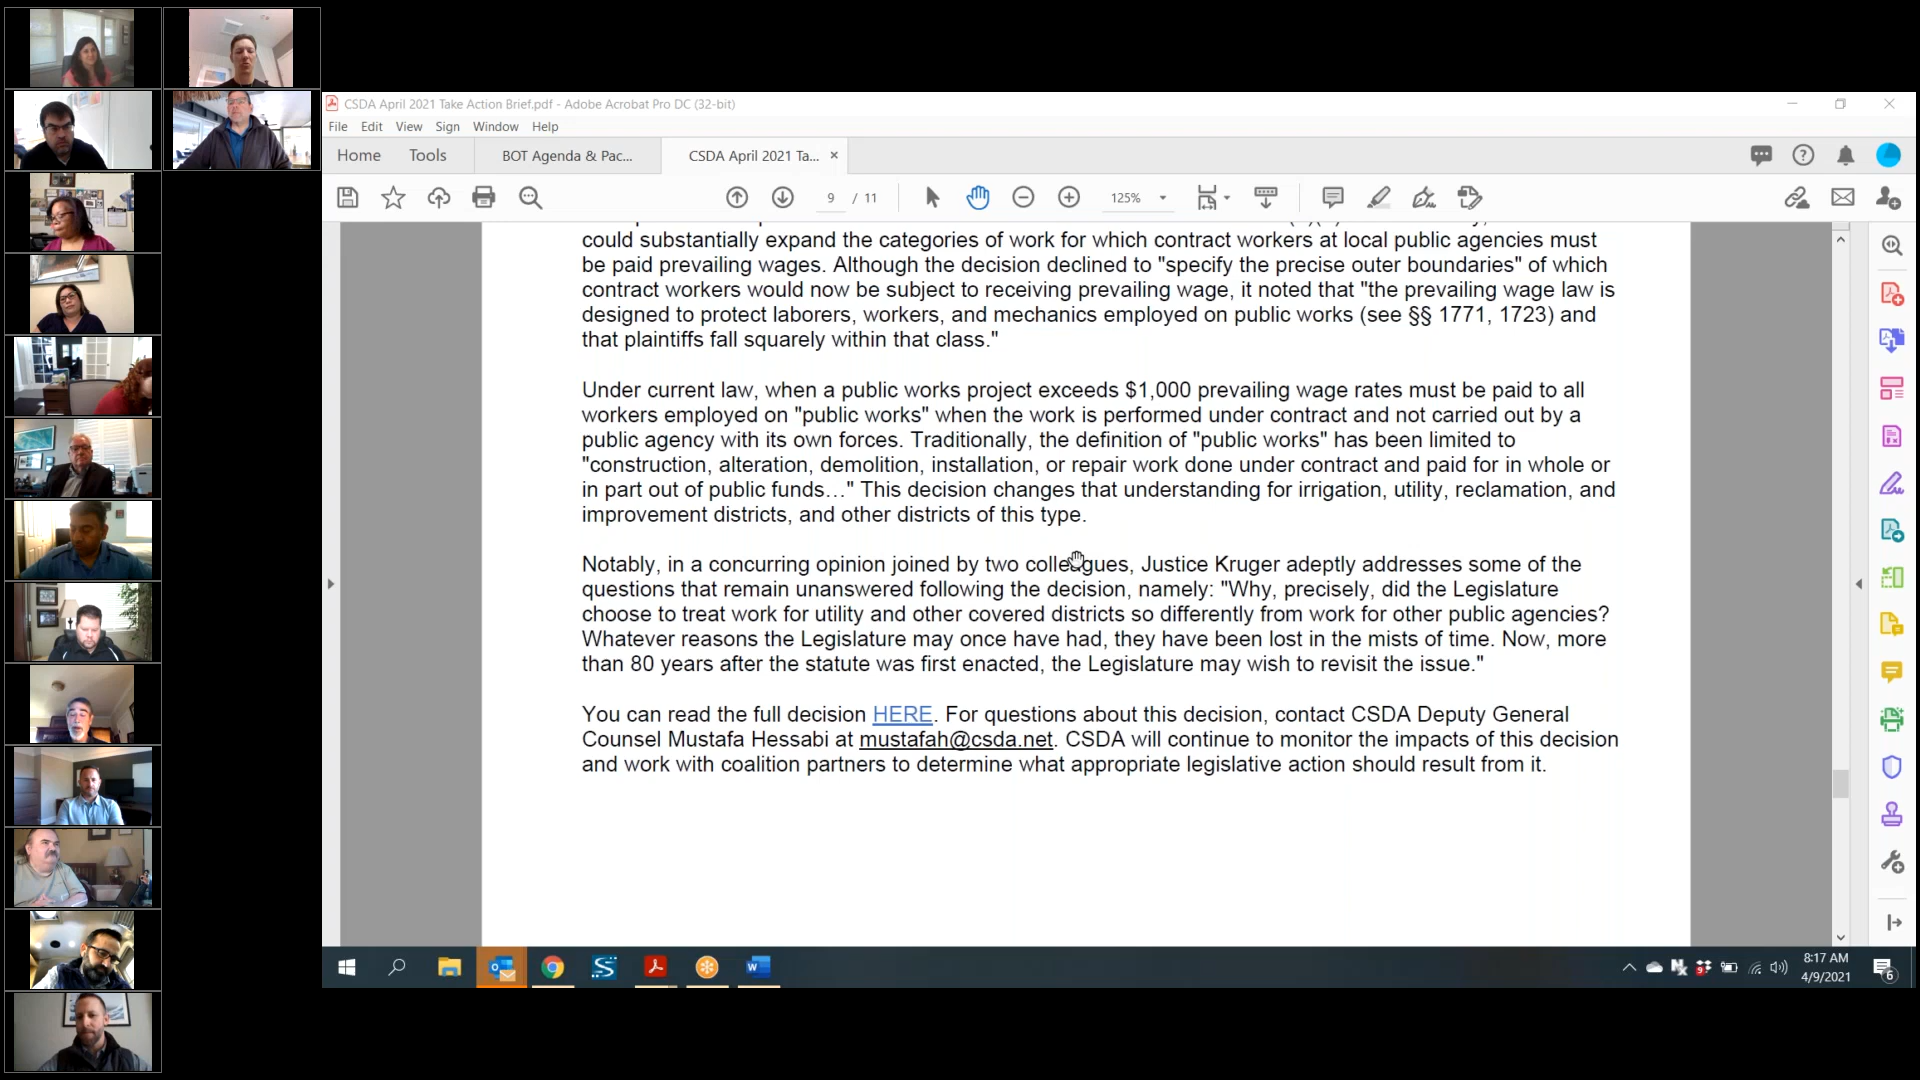 CSDA April 2021 Take Action Brief.pdf - Adobe Acrobat Pro DC (32-bit)
File Edit View Sign Window Help
Home Tools BOT Agenda & Pac... CSDA April 2021 Ta... ×
9 / 11 125%
could substantially expand the categories of work for which contract workers at local public agencies must
be paid prevailing wages. Although the decision declined to "specify the precise outer boundaries" of which
contract workers would now be subject to receiving prevailing wage, it noted that "the prevailing wage law is
designed to protect laborers, workers, and mechanics employed on public works (see §§ 1771, 1723) and
that plaintiffs fall squarely within that class."
Under current law, when a public works project exceeds $1,000 prevailing wage rates must be paid to all
workers employed on "public works" when the work is performed under contract and not carried out by a
public agency with its own forces. Traditionally, the definition of "public works" has been limited to
"construction, alteration, demolition, installation, or repair work done under contract and paid for in whole or
in part out of public funds…" This decision changes that understanding for irrigation, utility, reclamation, and
improvement districts, and other districts of this type.
Notably, in a concurring opinion joined by two colleagues, Justice Kruger adeptly addresses some of the
questions that remain unanswered following the decision, namely: "Why, precisely, did the Legislature
choose to treat work for utility and other covered districts so differently from work for other public agencies?
Whatever reasons the Legislature may once have had, they have been lost in the mists of time. Now, more
than 80 years after the statute was first enacted, the Legislature may wish to revisit the issue."
You can read the full decision HERE. For questions about this decision, contact CSDA Deputy General
Counsel Mustafa Hessabi at mustafah@csda.net. CSDA will continue to monitor the impacts of this decision
and work with coalition partners to determine what appropriate legislative action should result from it.
8:17 AM
4/9/2021
6